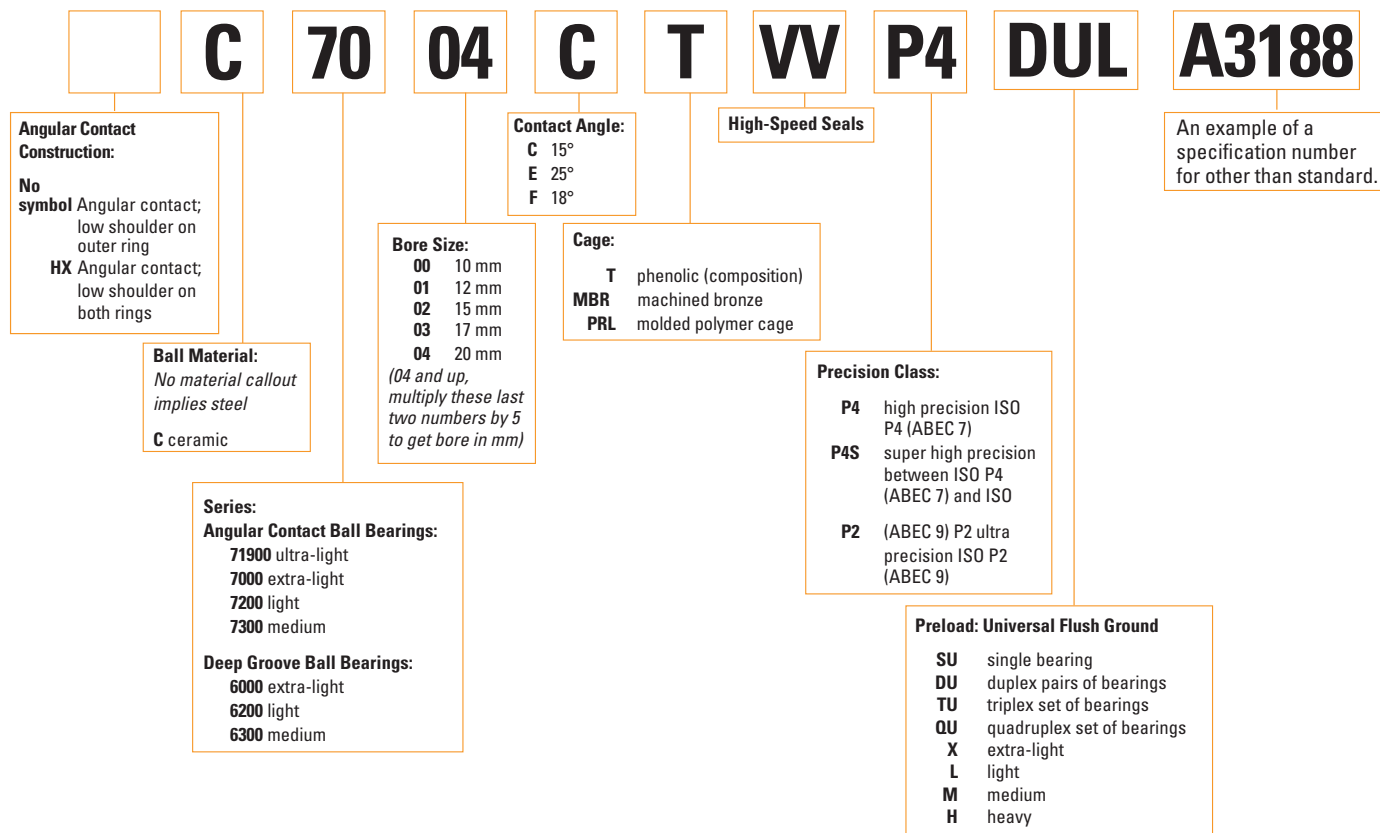 C 70 04 C T VV P4 DUL A3188
Angular Contact
Construction:
No
symbol Angular contact;
low shoulder on
outer ring
HX Angular contact;
low shoulder on
both rings
Ball Material:
No material callout
implies steel
C ceramic
Series:
Angular Contact Ball Bearings:
71900 ultra-light
7000 extra-light
7200 light
7300 medium
Deep Groove Ball Bearings:
6000 extra-light
6200 light
6300 medium
Bore Size:
00 10 mm
01 12 mm
02 15 mm
03 17 mm
04 20 mm
(04 and up,
multiply these last
two numbers by 5
to get bore in mm)
Contact Angle:
C 15°
E 25°
F 18°
Cage:
T phenolic (composition)
MBR machined bronze
PRL molded polymer cage
High-Speed Seals
Precision Class:
P4 high precision ISO
P4 (ABEC 7)
P4S super high precision
between ISO P4
(ABEC 7) and ISO
P2 (ABEC 9) P2 ultra
precision ISO P2
(ABEC 9)
Preload: Universal Flush Ground
SU single bearing
DU duplex pairs of bearings
TU triplex set of bearings
QU quadruplex set of bearings
X extra-light
L light
M medium
H heavy
An example of a
specification number
for other than standard.